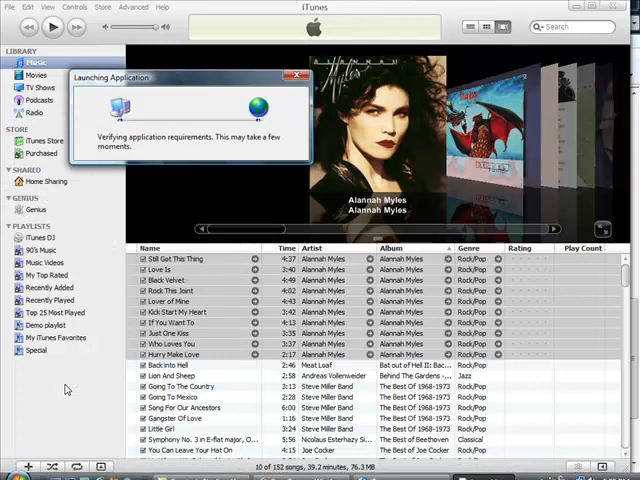 File Edit View Controls Store Advanced Help
iTunes
Search
LIBRARY
Music
Movies
TV Shows
Podcasts
Radio
STORE
iTunes Store
Purchased
SHARED
Home Sharing
GENIUS
Genius
PLAYLISTS
iTunes DJ
90's Music
Music Videos
My Top Rated
Recently Added
Recently Played
Top 25 Most Played
Demo playlist
My iTunes Favorites
Special
Launching Application
Verifying application requirements. This may take a few
moments.
Alannah Myles
Alannah Myles
Name Time Artist Album Genre Rating Play Count
Still Got This Thing 4:37 Alannah Myles Alannah Myles Rock/Pop
Love Is 3:40 Alannah Myles Alannah Myles Rock/Pop
Black Velvet 4:48 Alannah Myles Alannah Myles Rock/Pop
Rock This Joint 4:02 Alannah Myles Alannah Myles Rock/Pop
Lover of Mine 4:43 Alannah Myles Alannah Myles Rock/Pop
Kick Start My Heart 3:12 Alannah Myles Alannah Myles Rock/Pop
If You Want To 4:13 Alannah Myles Alannah Myles Rock/Pop
Just One Kiss 3:35 Alannah Myles Alannah Myles Rock/Pop
Who Loves You 3:37 Alannah Myles Alannah Myles Rock/Pop
Hurry Make Love 2:17 Alannah Myles Alannah Myles Rock/Pop
Back into Hell 2:46 Meat Loaf Bat out of Hell II: Bac... Rock/Pop
Lion And Sheep 2:58 Andreas Vollenweider Behind The Gardens -... Jazz
Going To The Country 3:13 Steve Miller Band The Best Of 1968-1973 Rock/Pop
Going To Mexico 2:26 Steve Miller Band The Best Of 1968-1973 Rock/Pop
Song For Our Ancestors 6:00 Steve Miller Band The Best Of 1968-1973 Rock/Pop
Gangster Of Love 1:24 Steve Miller Band The Best Of 1968-1973 Rock/Pop
Little Girl 3:16 Steve Miller Band The Best Of 1968-1973 Rock/Pop
Symphony No. 3 in E-flat major, O... 5:56 Nicolaus Esterhazy Si... The Best of Beethoven Classical
You Can Leave Your Hat On 4:15 Joe Cocker The Best Of Joe Cocker Rock/Pop
10 of 152 songs, 39.2 minutes, 76.3 MB